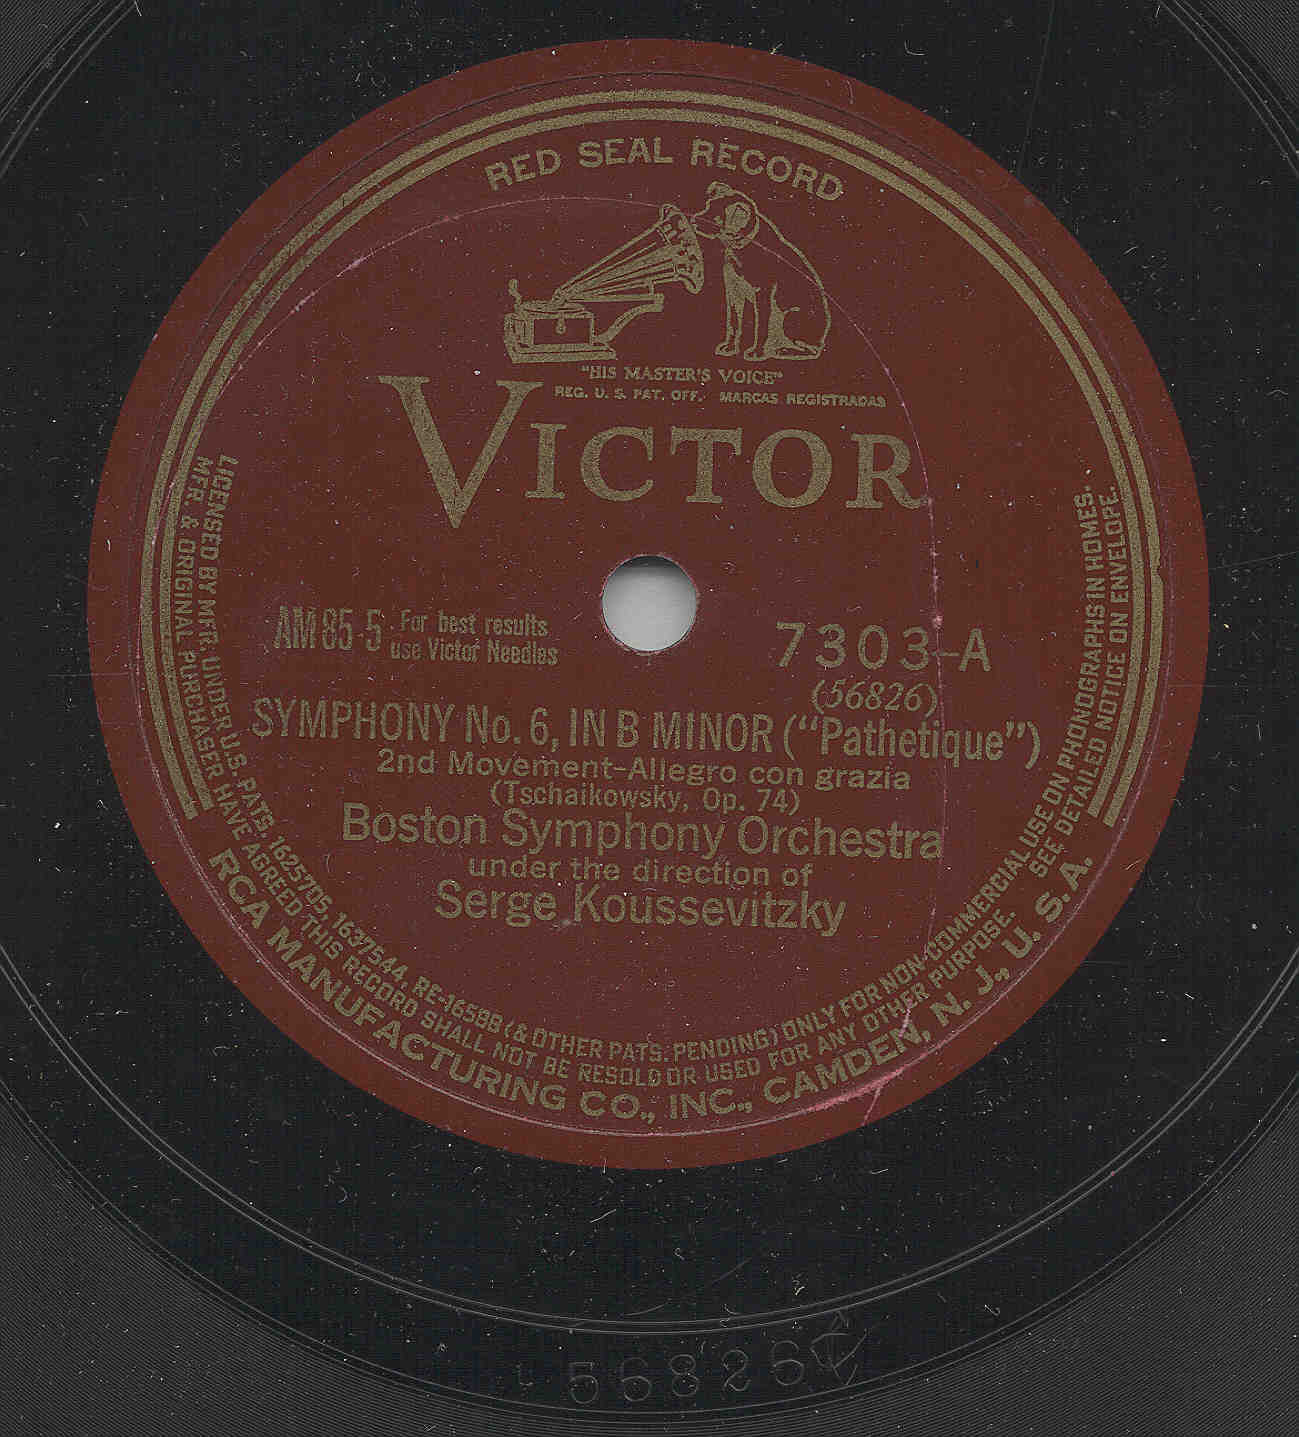 RED SEAL RECORD
"HIS MASTER'S VOICE"
REG. U. S. PAT. OFF. MARCAS REGISTRADAS
VICTOR
AM 85-5 For best results
use Victor Needles
7303-A
(56826)
SYMPHONY No. 6, IN B MINOR ("Pathetique")
2nd Movement-Allegro con grazia
(Tschaikowsky, Op. 74)
Boston Symphony Orchestra
under the direction of
Serge Koussevitzky
LICENSED BY MFR. UNDER U.S. PATS. 1625705, 1637544, RE-16588 (& OTHER PATS. PENDING) ONLY FOR NON-COMMERCIAL USE ON PHONOGRAPHS IN HOMES.
MFR. & ORIGINAL PURCHASER HAVE AGREED THIS RECORD SHALL NOT BE RESOLD OR USED FOR ANY OTHER PURPOSE. SEE DETAILED NOTICE ON ENVELOPE.
RCA MANUFACTURING CO., INC., CAMDEN, N. J., U. S. A.
56826